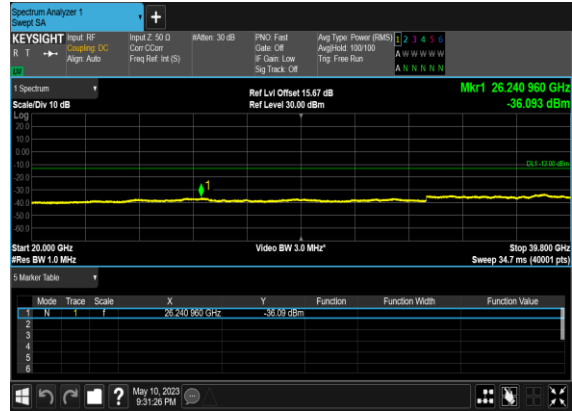 Spectrum Analyzer 1
Swept SA
+
KEYSIGHT Input: RF Input Z: 50 Ω #Atten: 30 dB PNO: Fast Avg Type: Power (RMS) 1 2 3 4 5 6
R T Coupling: DC Corr CCorr Gate: Off Avg|Hold: 100/100 A W W W W W
Align: Auto Freq Ref: Int (S) IF Gain: Low Trig: Free Run
Sig Track: Off A N N N N N
1 Spectrum Ref Lvl Offset 15.67 dB Mkr1 26.240 960 GHz
Scale/Div 10 dB Ref Level 30.00 dBm -36.093 dBm
Log
20.0
10.0
0.00
-10.0 DL1 -13.00 dBm
-20.0
-30.0 1
-40.0
-50.0
-60.0
Start 20.000 GHz Video BW 3.0 MHz* Stop 39.800 GHz
#Res BW 1.0 MHz Sweep 34.7 ms (40001 pts)
5 Marker Table
Mode Trace Scale X Y Function Function Width Function Value
1 N 1 f 26.240 960 GHz -36.09 dBm
2
3
4
5
6
? May 10, 2023
9:31:26 PM